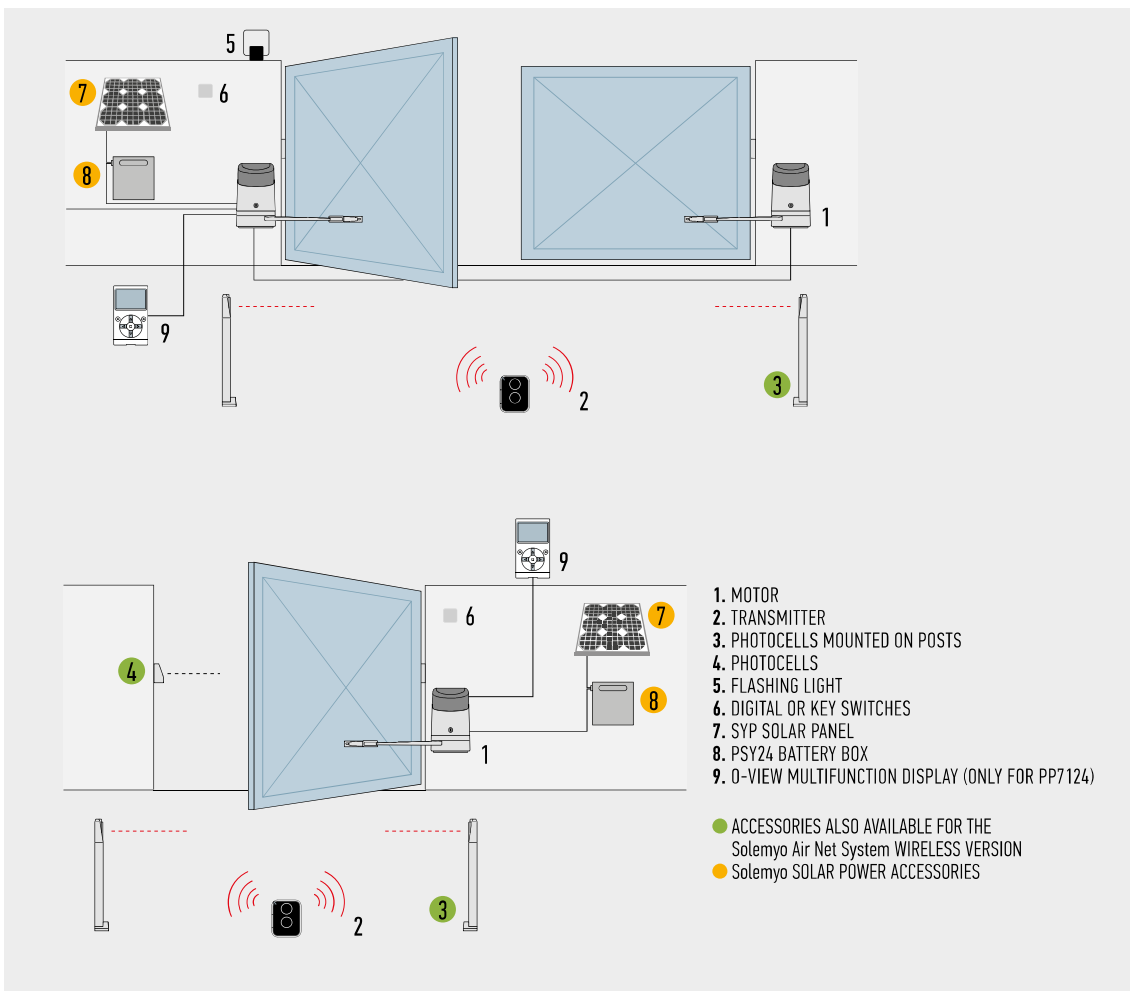 5
7
6
8
1
9
3
2
9
6
7
4
8
1
3
2
1. MOTOR
2. TRANSMITTER
3. PHOTOCELLS MOUNTED ON POSTS
4. PHOTOCELLS
5. FLASHING LIGHT
6. DIGITAL OR KEY SWITCHES
7. SYP SOLAR PANEL
8. PSY24 BATTERY BOX
9. O-VIEW MULTIFUNCTION DISPLAY (ONLY FOR PP7124)
ACCESSORIES ALSO AVAILABLE FOR THE
Solemyo Air Net System WIRELESS VERSION
Solemyo SOLAR POWER ACCESSORIES